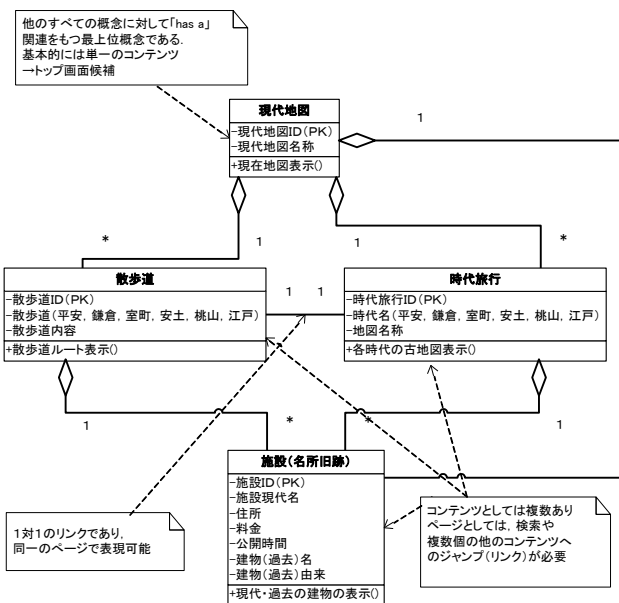 他のすべての概念に対して「has a」
関連をもつ最上位概念である.
基本的には単一のコンテンツ
→トップ画面候補
現代地図
-現代地図ID(PK)
-現代地図名称
+現在地図表示()
1
*
1
1
*
散歩道
-散歩道ID(PK)
-散歩道(平安, 鎌倉, 室町, 安土, 桃山, 江戸)
-散歩道内容
+散歩道ルート表示()
1
1
時代旅行
-時代旅行ID(PK)
-時代名(平安, 鎌倉, 室町, 安土, 桃山, 江戸)
-地図名称
+各時代の古地図表示()
1
*
*
1
施設(名所旧跡)
-施設ID(PK)
-施設現代名
-住所
-料金
-公開時間
-建物(過去)名
-建物(過去)由来
+現代・過去の建物の表示()
1対1のリンクであり,
同一のページで表現可能
コンテンツとしては複数あり
ページとしては, 検索や
複数個の他のコンテンツへ
のジャンプ(リンク)が必要